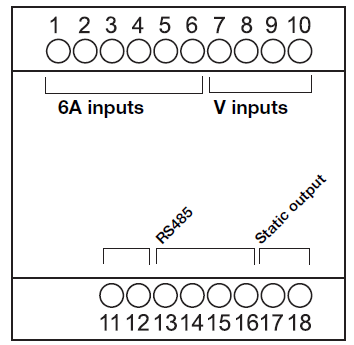 1 2 3 4 5 6 7 8 9 10
6A inputs V inputs
RS485
Static output
11 12 13 14 15 16 17 18